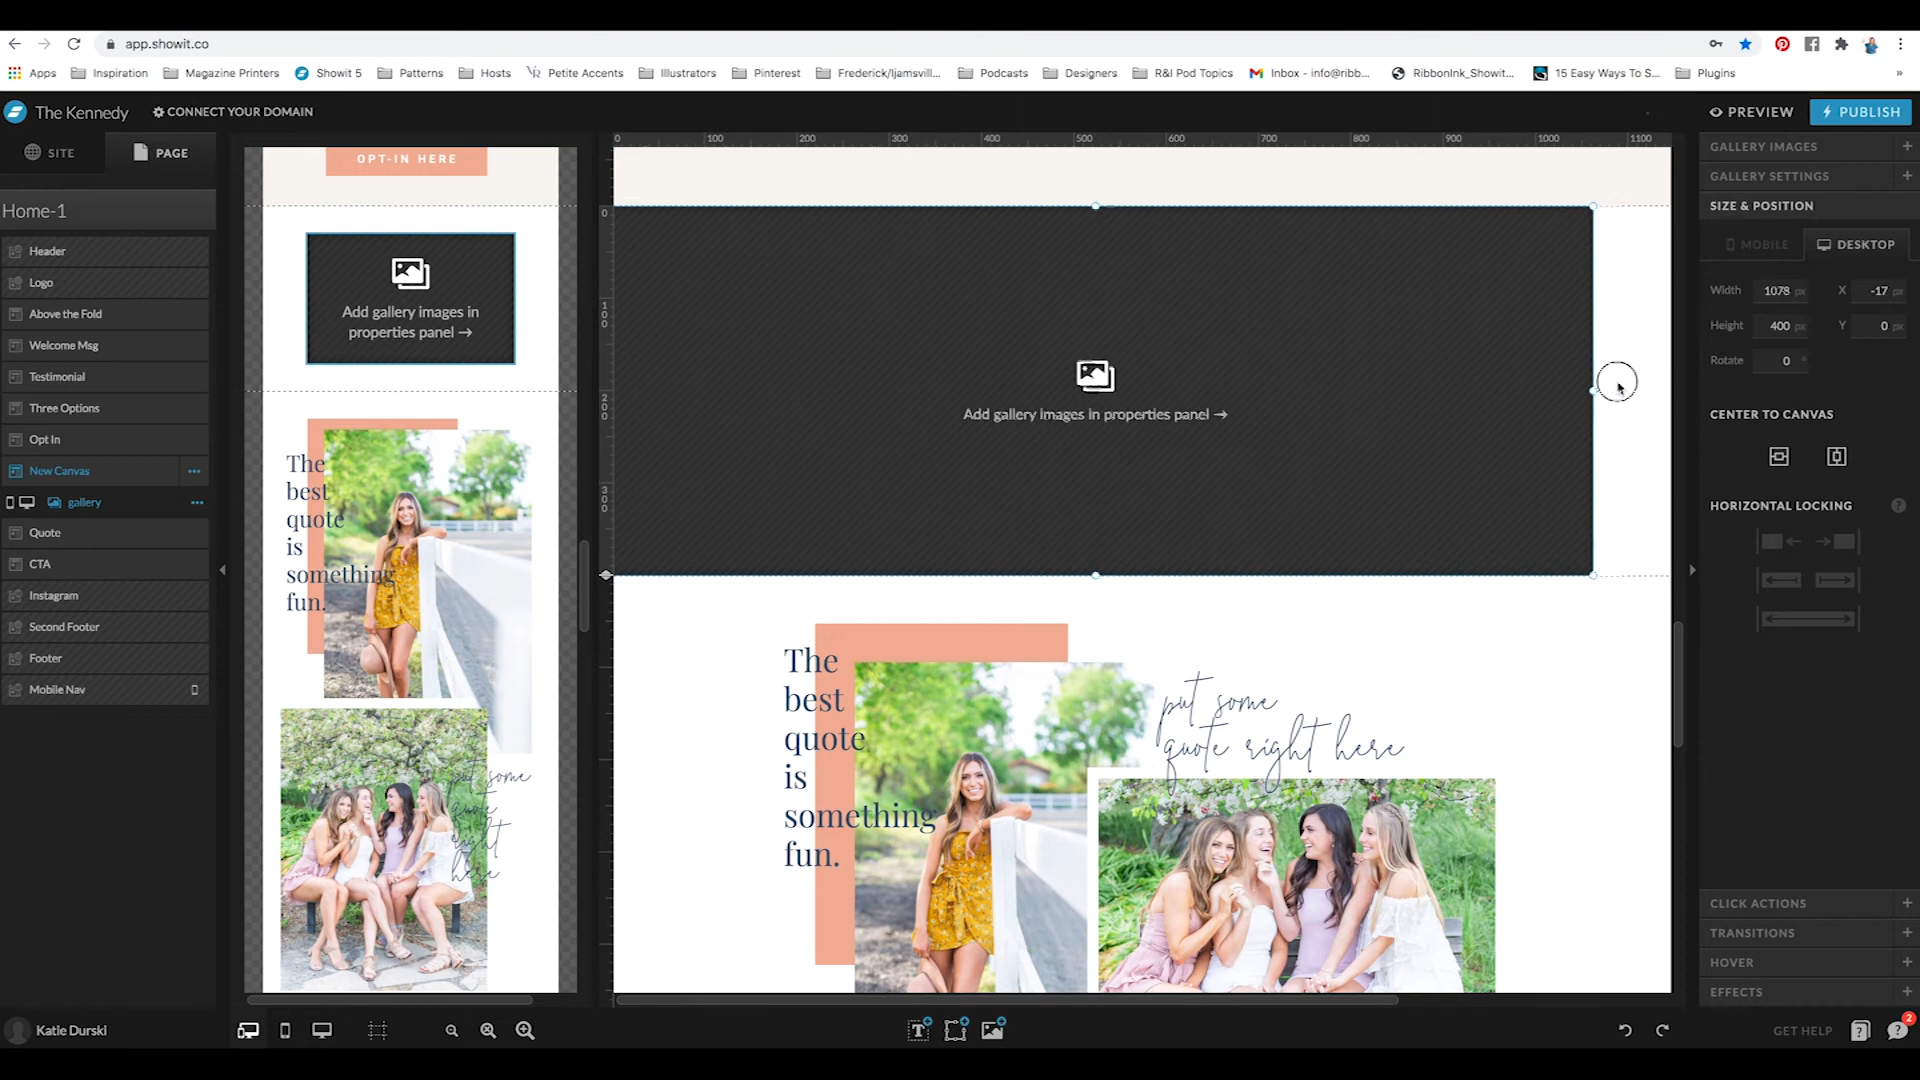 app.showit.co
Apps
Inspiration
Magazine Printers
Showit 5
Patterns
Hosts
Petite Accents
Illustrators
Pinterest
Frederick/Ijamsvill...
Podcasts
Designers
R&I Pod Topics
Inbox - info@ribb...
RibbonInk_Showit...
15 Easy Ways To S...
Plugins
»
The Kennedy
CONNECT YOUR DOMAIN
PREVIEW
PUBLISH
SITE
PAGE
Home-1
Header
Logo
Above the Fold
Welcome Msg
Testimonial
Three Options
Opt In
New Canvas
gallery
Quote
CTA
Instagram
Second Footer
Footer
Mobile Nav
Katie Durski
OPT-IN HERE
Add gallery images in
properties panel →
The
best
quote
is
something
fun.
put some
quote
right
here
0 100 200 300 400 500 600 700 800 900 1000 1100
0
100
200
300
Add gallery images in properties panel →
The
best
quote
is
something
fun.
put some
quote right here
GALLERY IMAGES +
GALLERY SETTINGS +
SIZE & POSITION
MOBILE
DESKTOP
Width 1078 px X -17 px
Height 400 px Y 0 px
Rotate 0 °
CENTER TO CANVAS
HORIZONTAL LOCKING ?
CLICK ACTIONS +
TRANSITIONS +
HOVER +
EFFECTS +
GET HELP
2